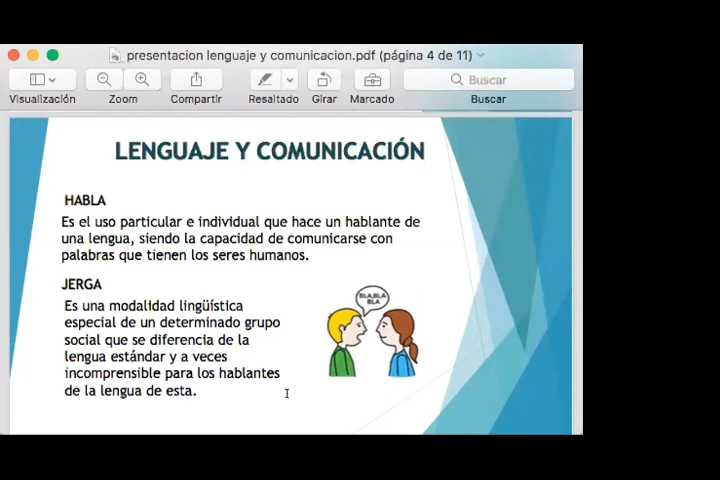 presentacion lenguaje y comunicacion.pdf (página 4 de 11)
Buscar
Visualización Zoom Compartir Resaltado Girar Marcado Buscar
LENGUAJE Y COMUNICACIÓN
HABLA
Es el uso particular e individual que hace un hablante de
una lengua, siendo la capacidad de comunicarse con
palabras que tienen los seres humanos.
JERGA
Es una modalidad lingüística
especial de un determinado grupo
social que se diferencia de la
lengua estándar y a veces
incomprensible para los hablantes
de la lengua de esta.
BLA,BLA
BLA